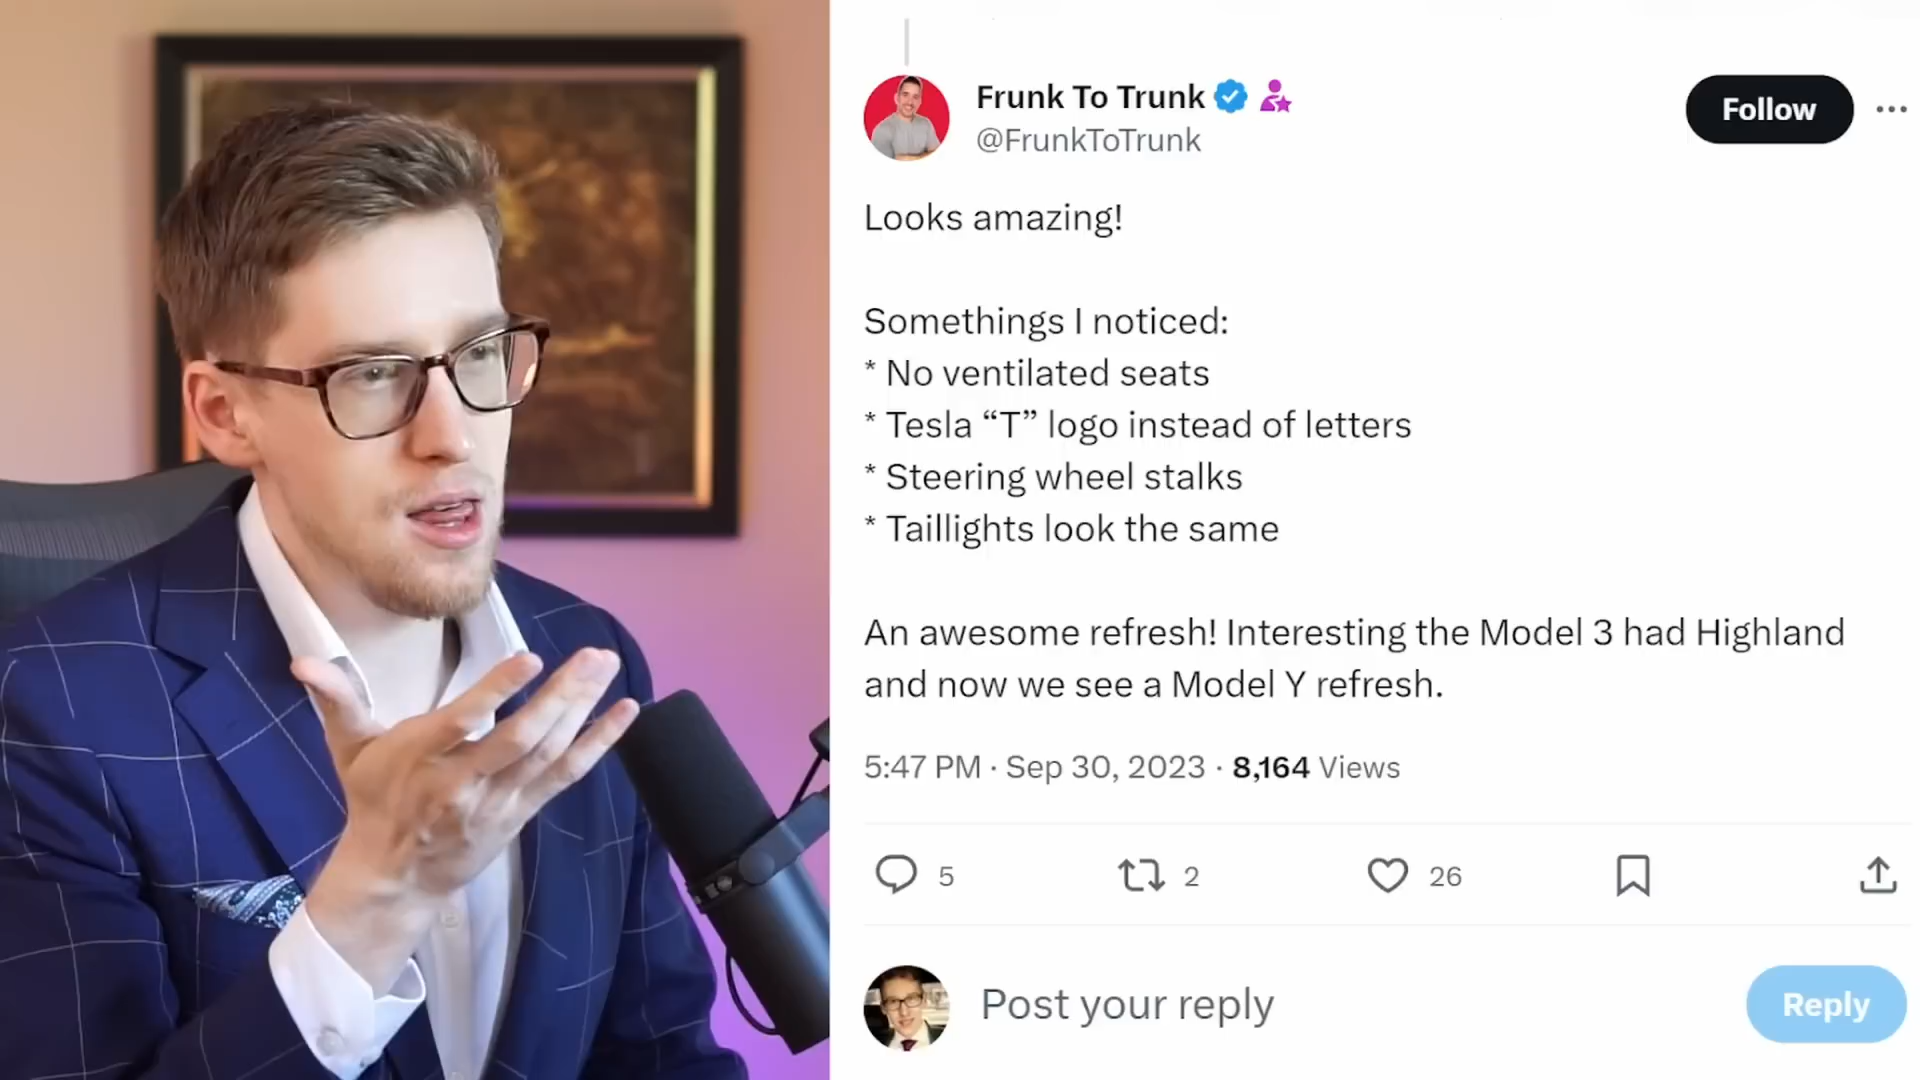 Frunk To Trunk
@FrunkToTrunk
Follow
Looks amazing!
Somethings I noticed:
* No ventilated seats
* Tesla “T” logo instead of letters
* Steering wheel stalks
* Taillights look the same
An awesome refresh! Interesting the Model 3 had Highland
and now we see a Model Y refresh.
5:47 PM · Sep 30, 2023 · 8,164 Views
5 2 26
Post your reply
Reply